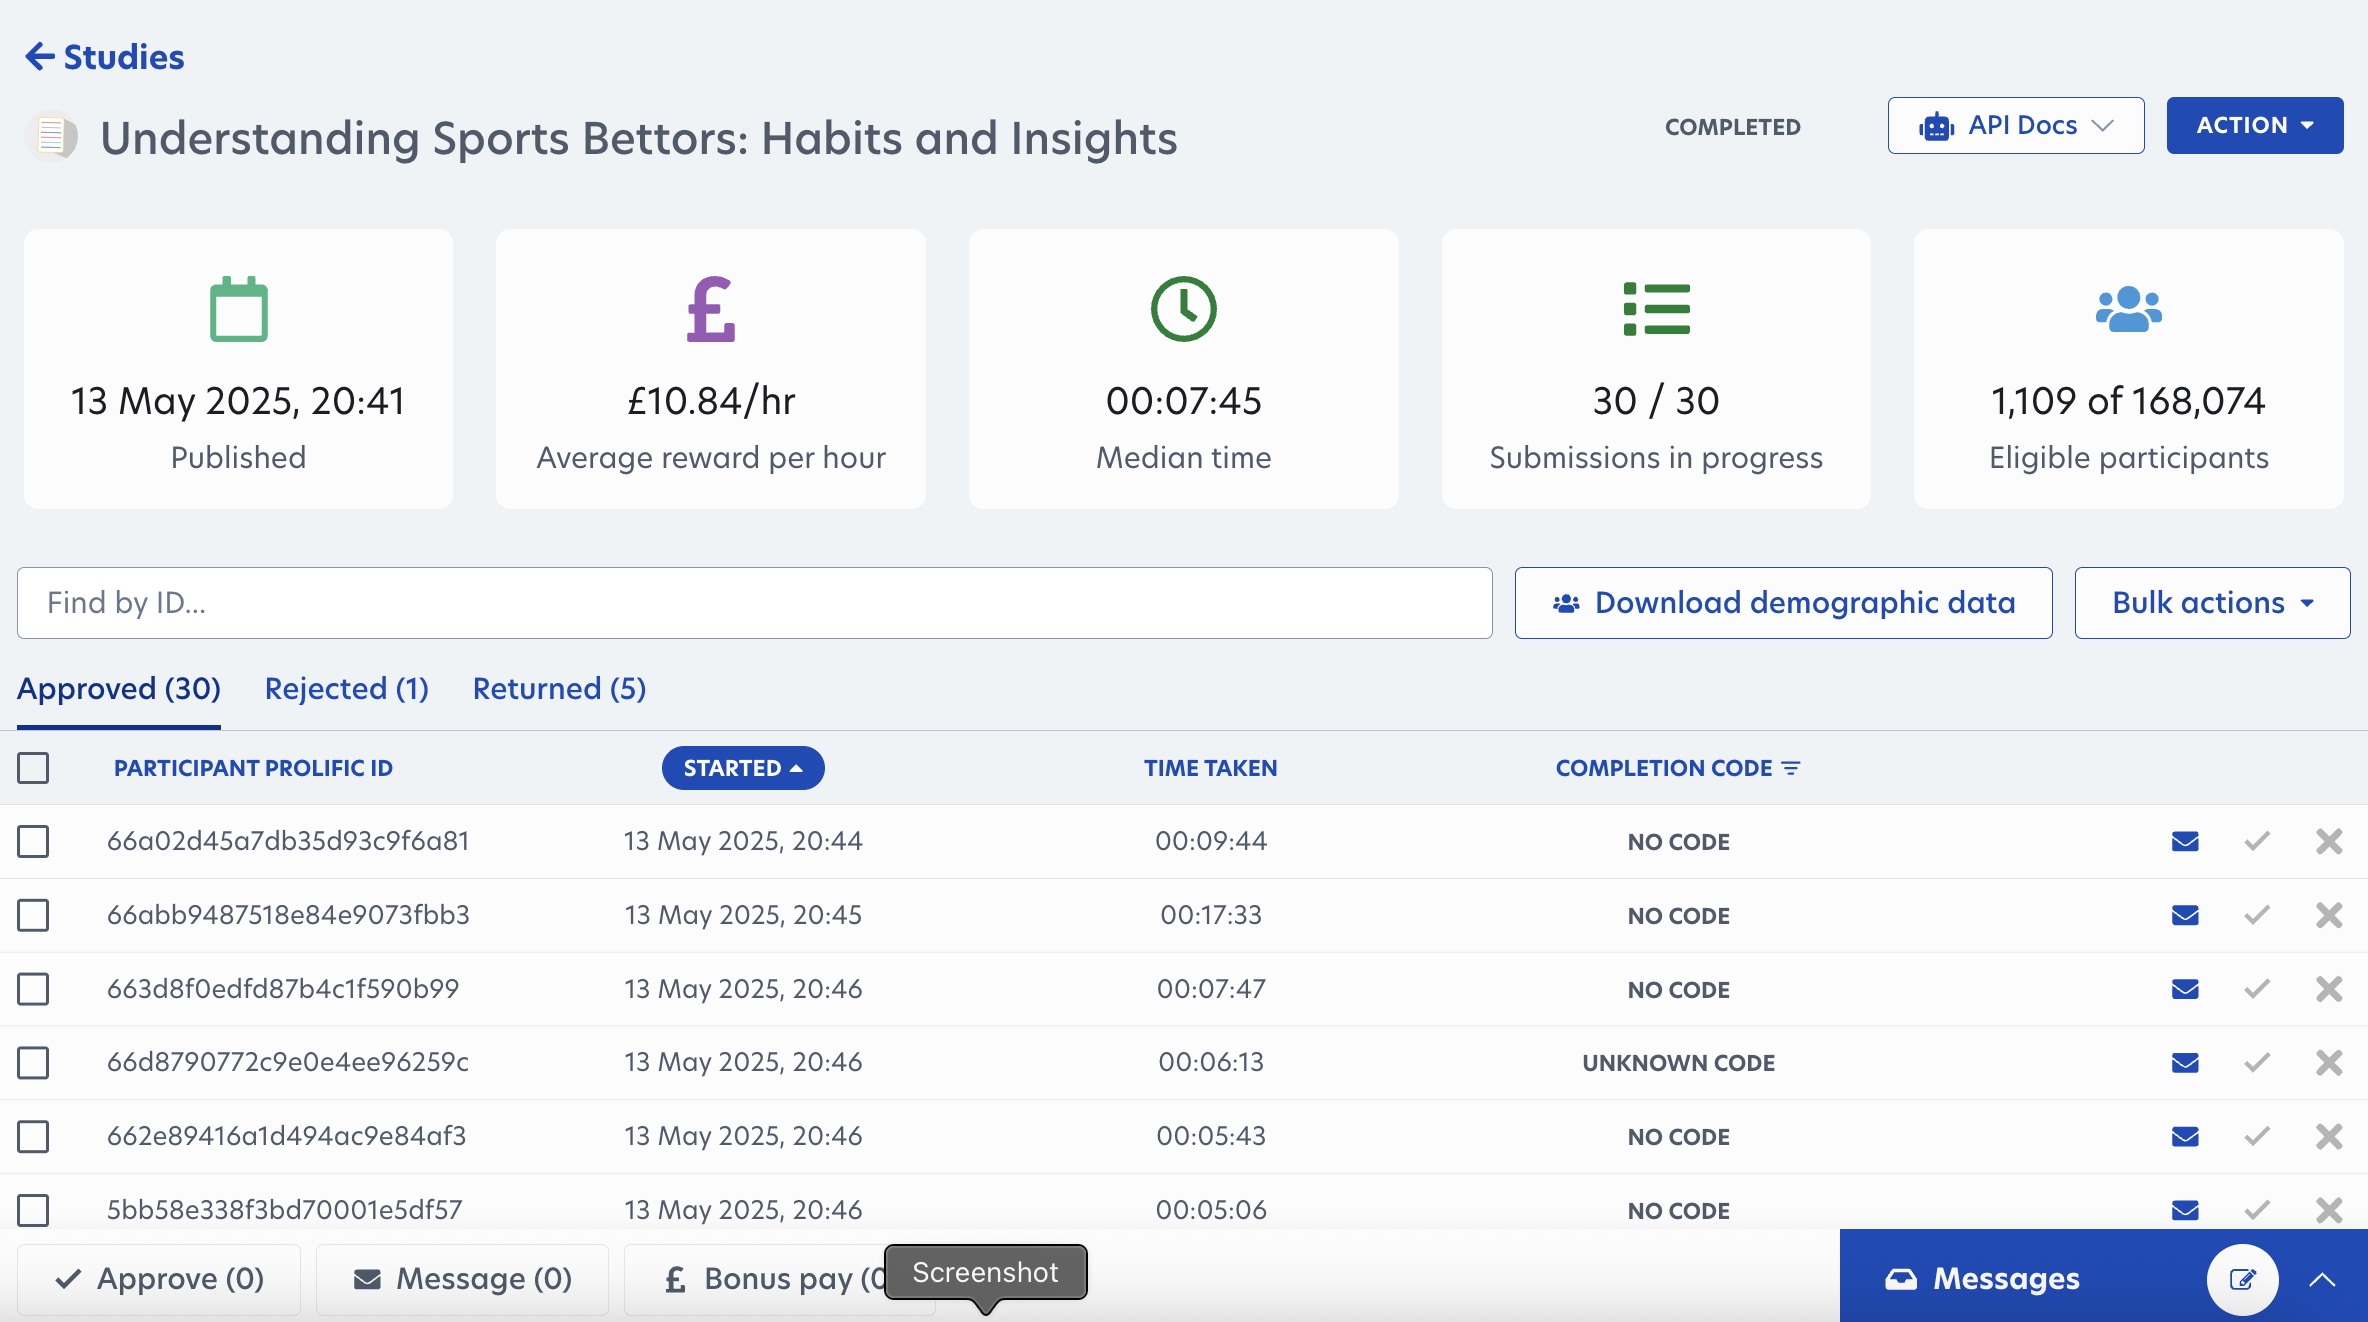 Studies
Understanding Sports Bettors: Habits and Insights
COMPLETED
API Docs
ACTION
13 May 2025, 20:41
Published
£10.84/hr
Average reward per hour
00:07:45
Median time
30 / 30
Submissions in progress
1,109 of 168,074
Eligible participants
Find by ID...
Download demographic data
Bulk actions
Approved (30) Rejected (1) Returned (5)
PARTICIPANT PROLIFIC ID STARTED TIME TAKEN COMPLETION CODE
66a02d45a7db35d93c9f6a81 13 May 2025, 20:44 00:09:44 NO CODE
66abb9487518e84e9073fbb3 13 May 2025, 20:45 00:17:33 NO CODE
663d8f0edfd87b4c1f590b99 13 May 2025, 20:46 00:07:47 NO CODE
66d8790772c9e0e4ee96259c 13 May 2025, 20:46 00:06:13 UNKNOWN CODE
662e89416a1d494ac9e84af3 13 May 2025, 20:46 00:05:43 NO CODE
5bb58e338f3bd70001e5df57 13 May 2025, 20:46 00:05:06 NO CODE
Approve (0) Message (0) £ Bonus pay (0
Screenshot
Messages